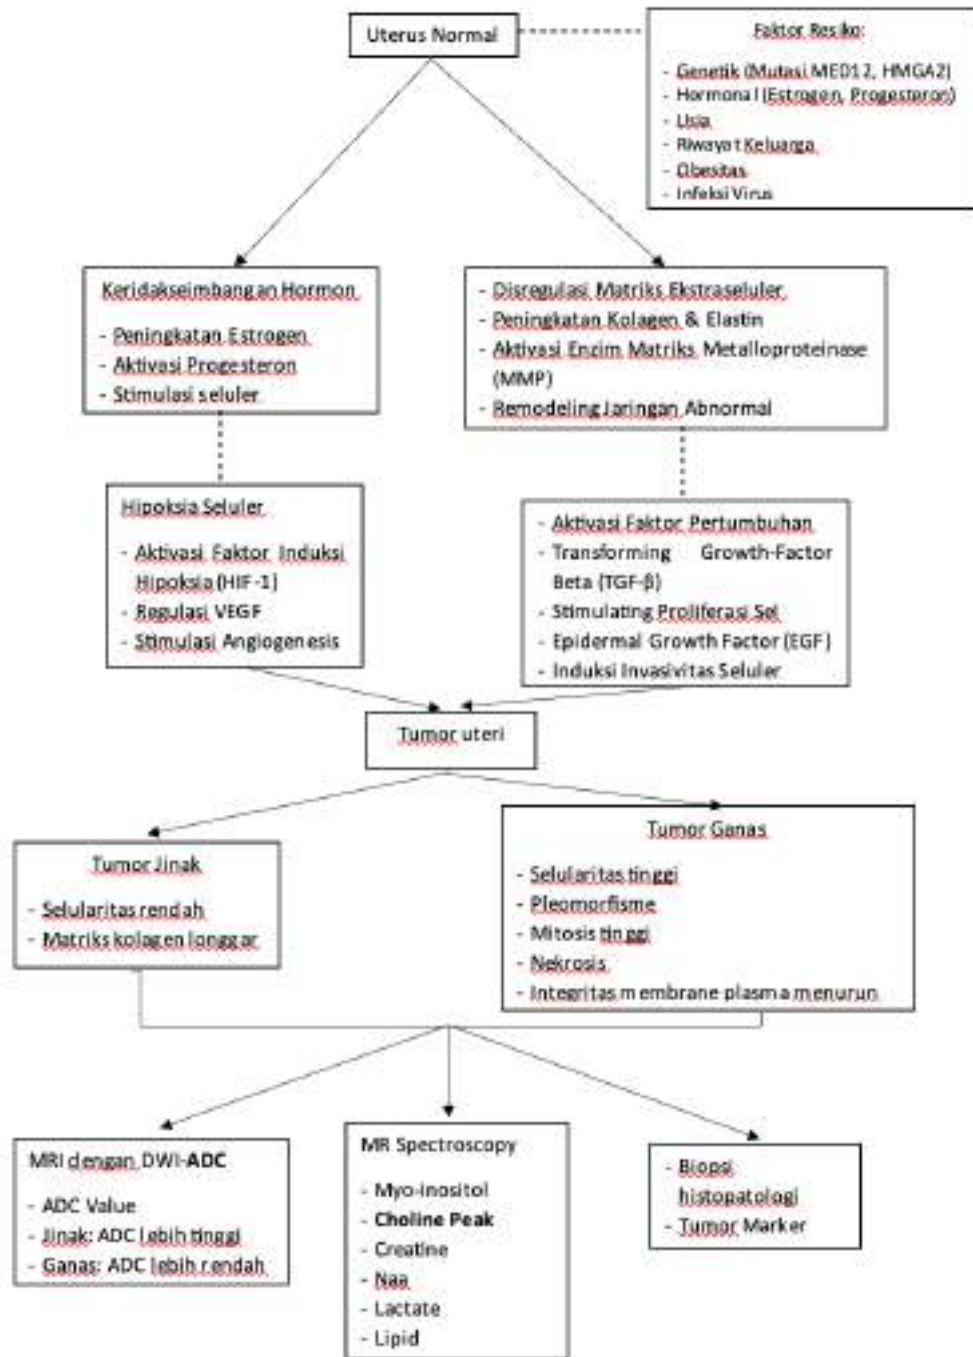 Uterus Normal
Faktor Resiko:
- Genetik (Mutasi MED12, HMGA2)
- Hormonal (Estrogen, Progesteron)
- Usia
- Riwayat Keluarga
- Obesitas
- Infeksi Virus
Keridakseimbangan Hormon
- Peningkatan Estrogen
- Aktivasi Progesteron
- Stimulasi seluler
- Disregulasi Matriks Ekstraseluler
- Peningkatan Kolagen & Elastin
- Aktivasi Enzim Matriks Metalloproteinase
(MMP)
- Remodeling Jaringan Abnormal
Hipoksia Seluler
- Aktivasi Faktor Induksi
Hipoksia (HIF-1)
- Regulasi VEGF
- Stimulasi Angiogenesis
- Aktivasi Faktor Pertumbuhan
- Transforming Growth-Factor
Beta (TGF-β)
- Stimulating Proliferasi Sel
- Epidermal Growth Factor (EGF)
- Induksi Invasivitas Seluler
Tumor uteri
Tumor Jinak
- Selularitas rendah
- Matriks kolagen longgar
Tumor Ganas
- Selularitas tinggi
- Pleomorfisme
- Mitosis tinggi
- Nekrosis
- Integritas membrane plasma menurun
MRI dengan DWI-ADC
- ADC Value
- Jinak: ADC lebih tinggi
- Ganas: ADC lebih rendah
MR Spectroscopy
- Myo-inositol
- Choline Peak
- Creatine
- Naa
- Lactate
- Lipid
- Biopsi
histopatologi
- Tumor Marker